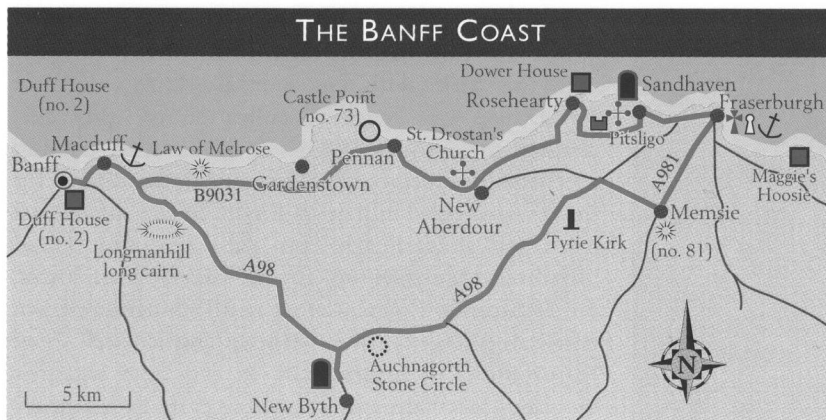 THE BANFF COAST
Duff House
(no. 2)
Castle Point
(no. 73)
Dower House
Rosehearty
Sandhaven
Fraserburgh
Macduff
Law of Melrose
Pennan
St. Drostan's
Church
Pitsligo
Banff
B9031
Gardenstown
A981
Maggie's
Hoosie
Duff House
(no. 2)
Longmanhill
long cairn
New
Aberdour
Memsie
(no. 81)
Tyrie Kirk
A98
A98
N
Auchnagorth
Stone Circle
5 km
New Byth